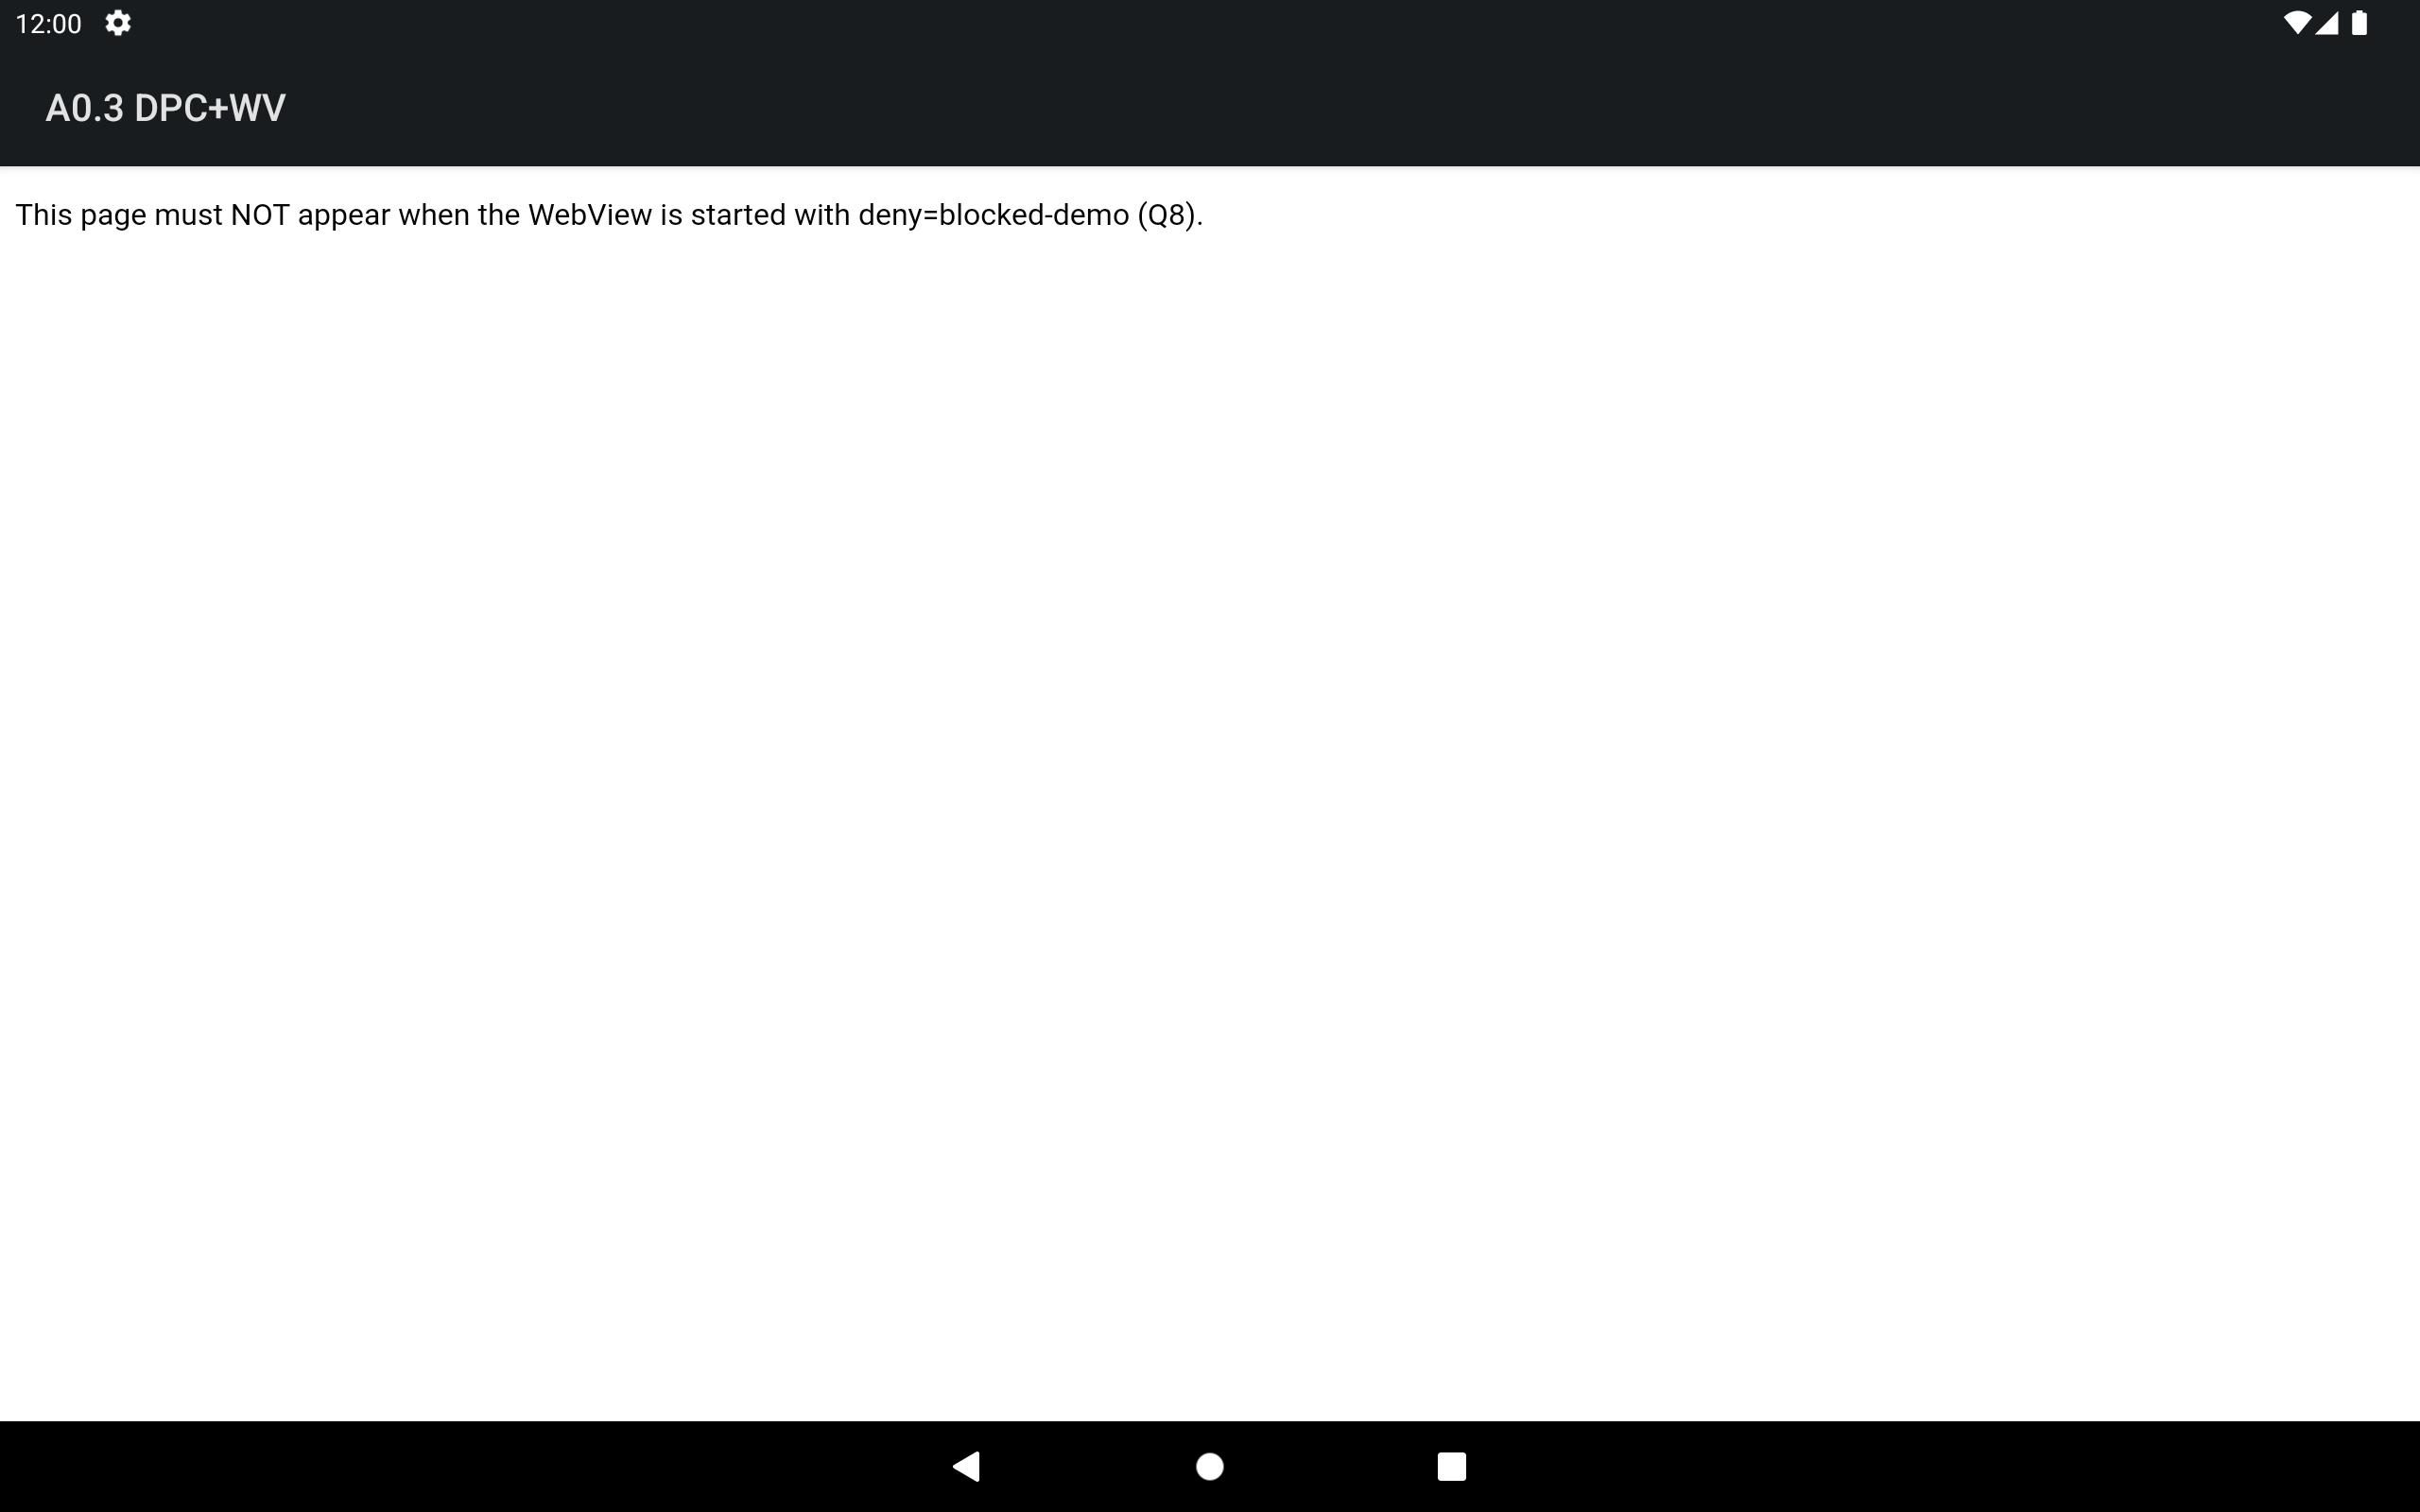 12:00
A0.3 DPC+WV
This page must NOT appear when the WebView is started with deny=blocked-demo (Q8).